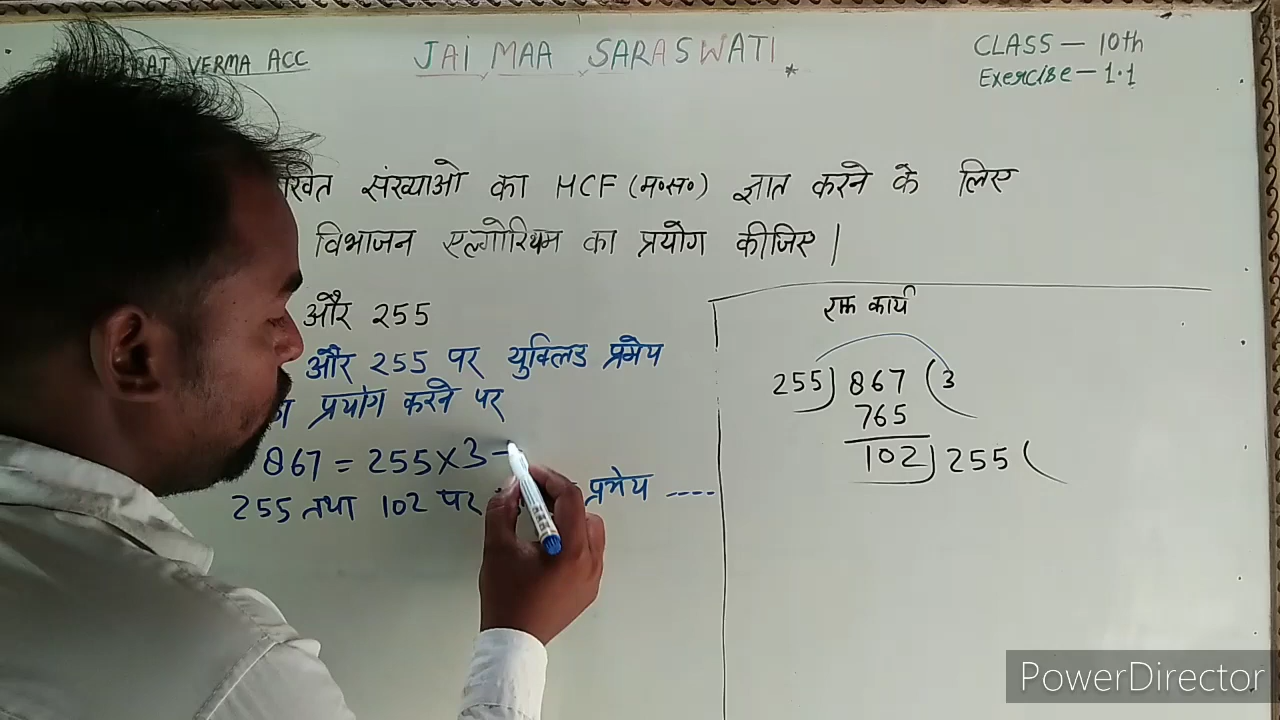 VERMA ACC
JAI MAA SARASWATI
CLASS — 10th
Exercise — 1.1
संख्याओ का HCF (म०स०) ज्ञात करने के लिए
विभाजन एल्गोरिथम का प्रयोग कीजिए |
और 255
और 255 पर युक्लिड प्रमेय
प्रयोग करने पर
867 = 255 × 3
255 तथा 102 पर प्रमेय ----
रफ कार्य
255) 867 (3
765
102) 255 (
PowerDirector